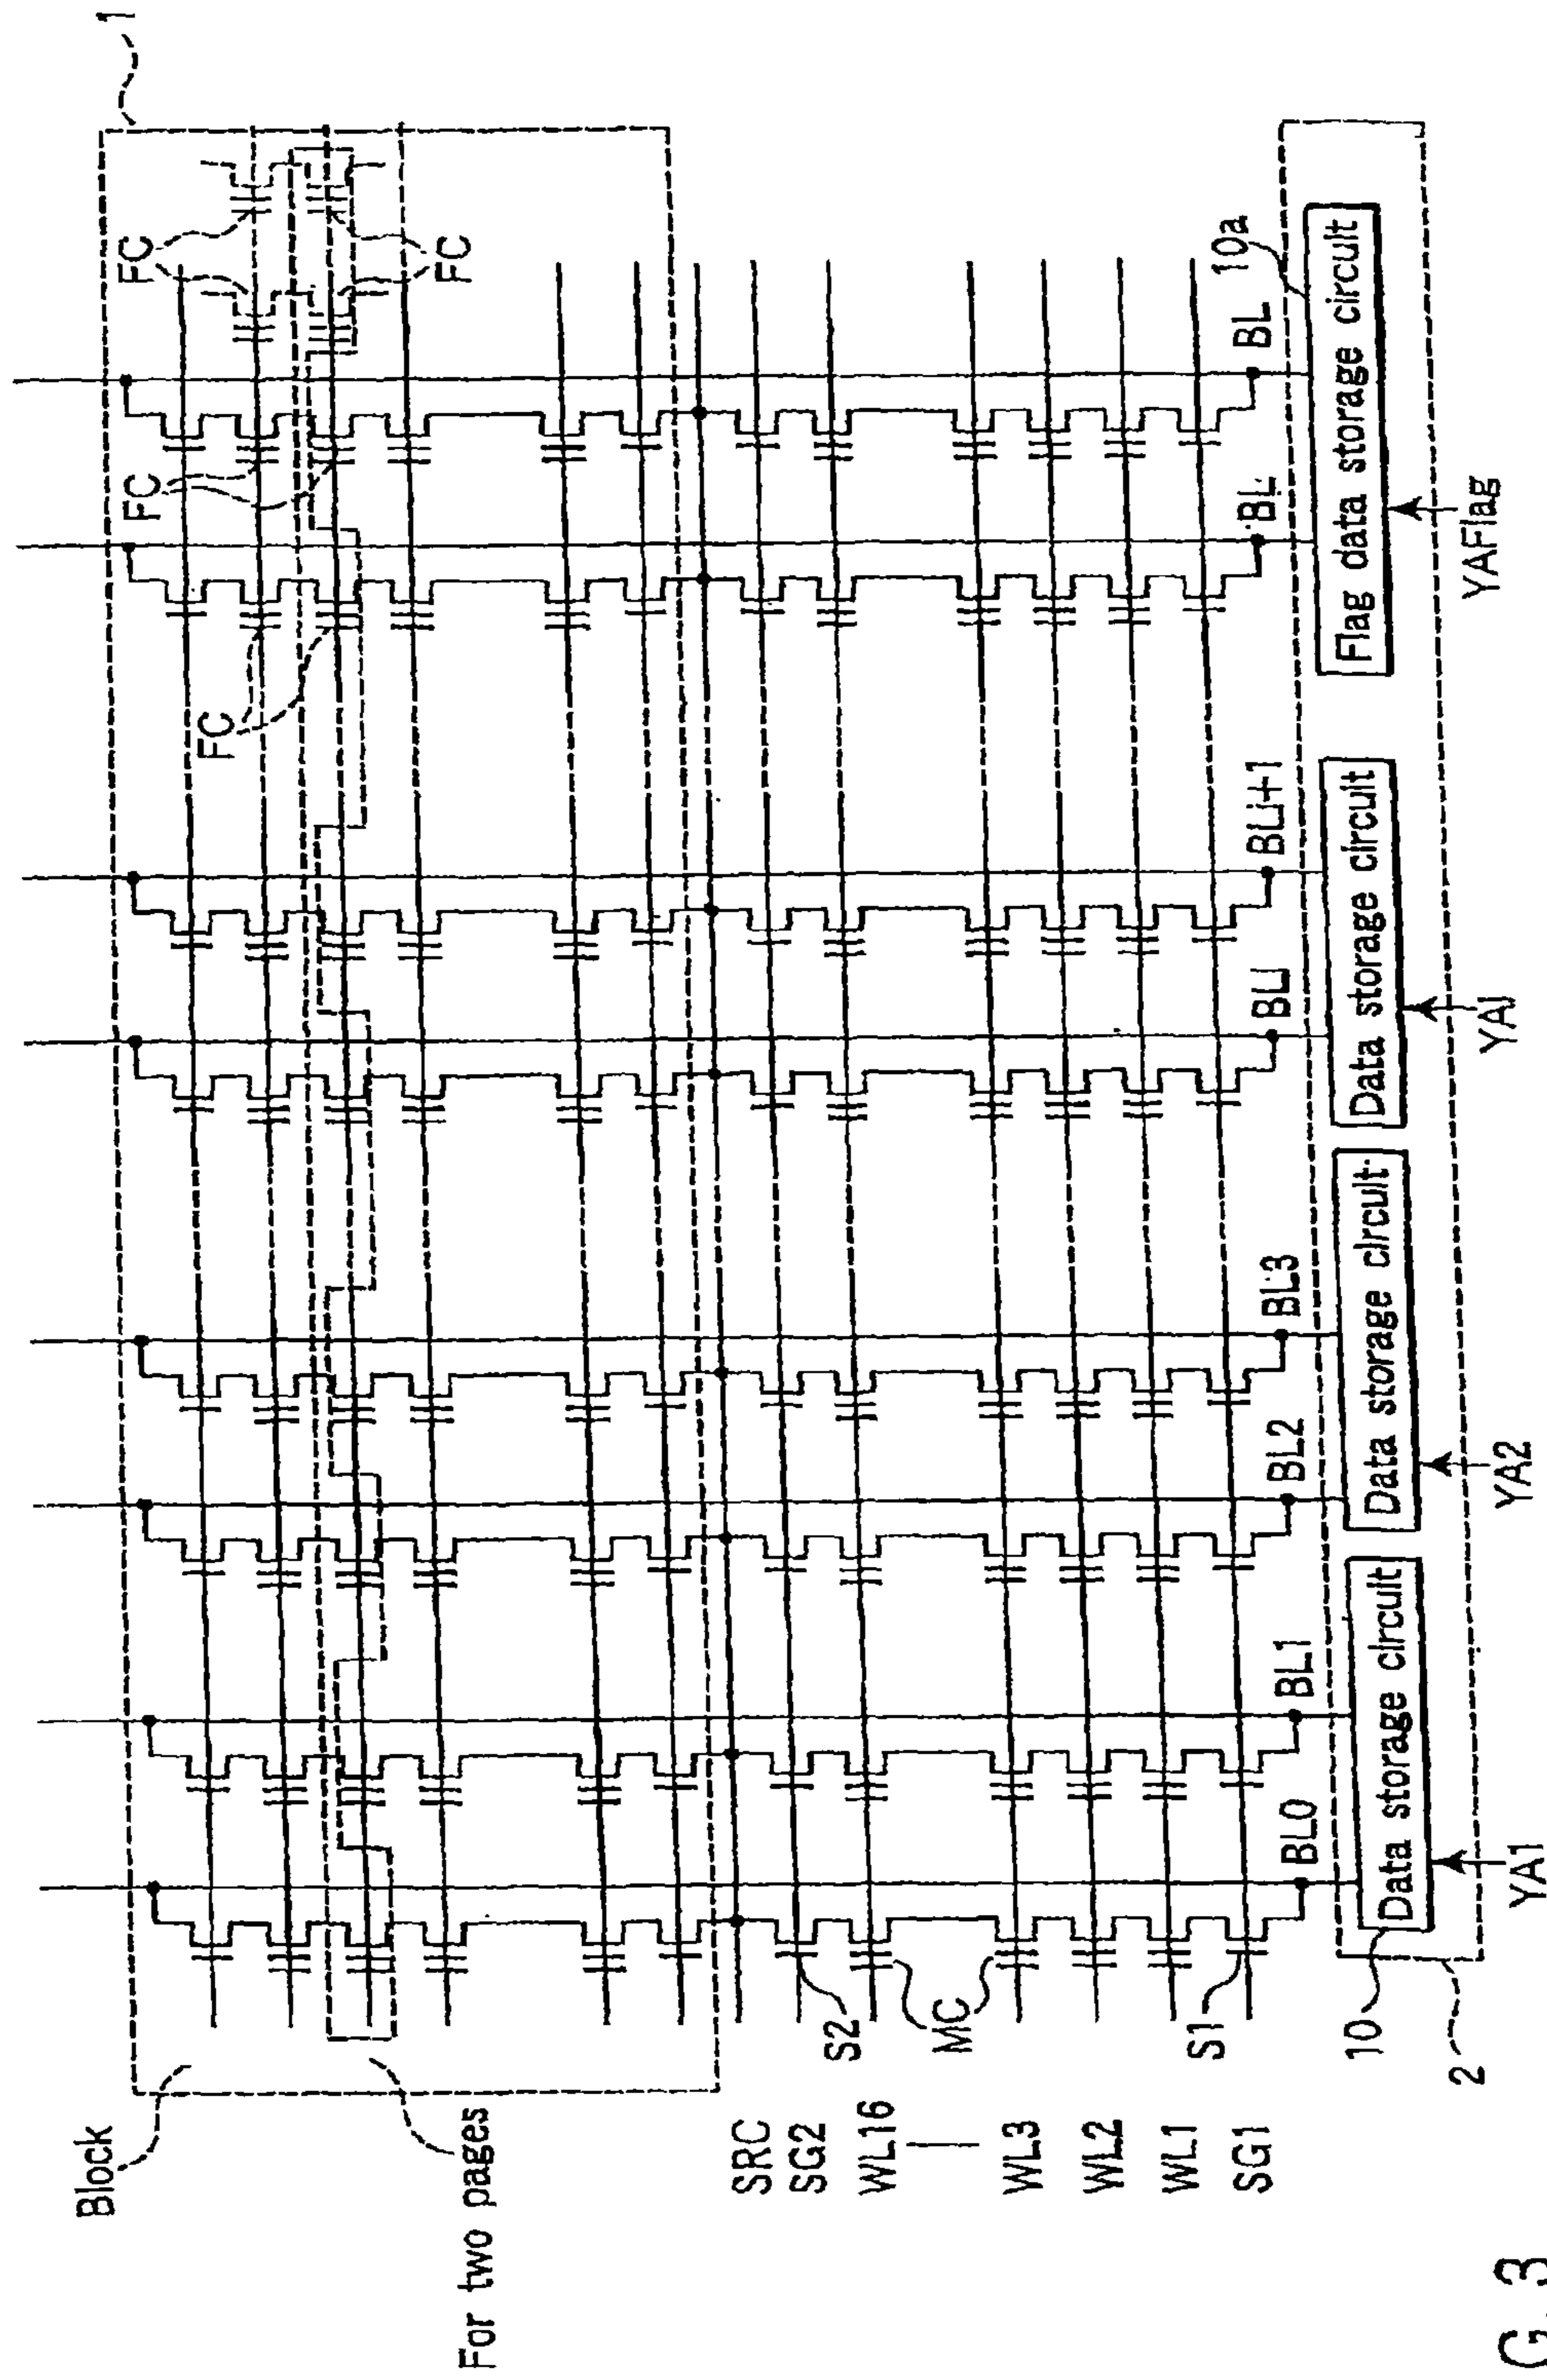 1
Block
For two pages
FC
FC
FC
FC
SRC
SG2
WL16
WL3
WL2
WL1
SG1
S2
MC
S1
BL0
BL1
BL2
BL3
BLi
BLi+1
BL
BL
10a
10
2
Data storage circuit
Data storage circuit
Data storage circuit
Flag data storage circuit
YA1
YA2
YAi
YAFlag
G. 3